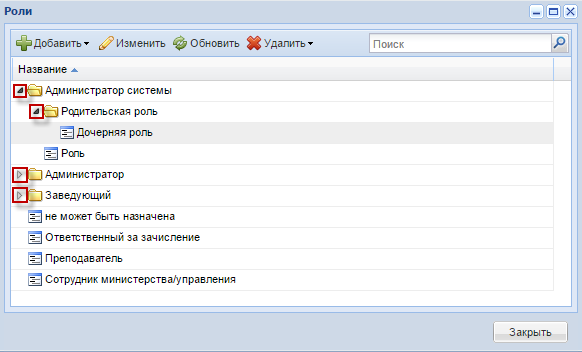 Роли
Добавить Изменить Обновить Удалить Поиск
Название
Администратор системы
Родительская роль
Дочерняя роль
Роль
Администратор
Заведующий
не может быть назначена
Ответственный за зачисление
Преподаватель
Сотрудник министерства/управления
Закрыть